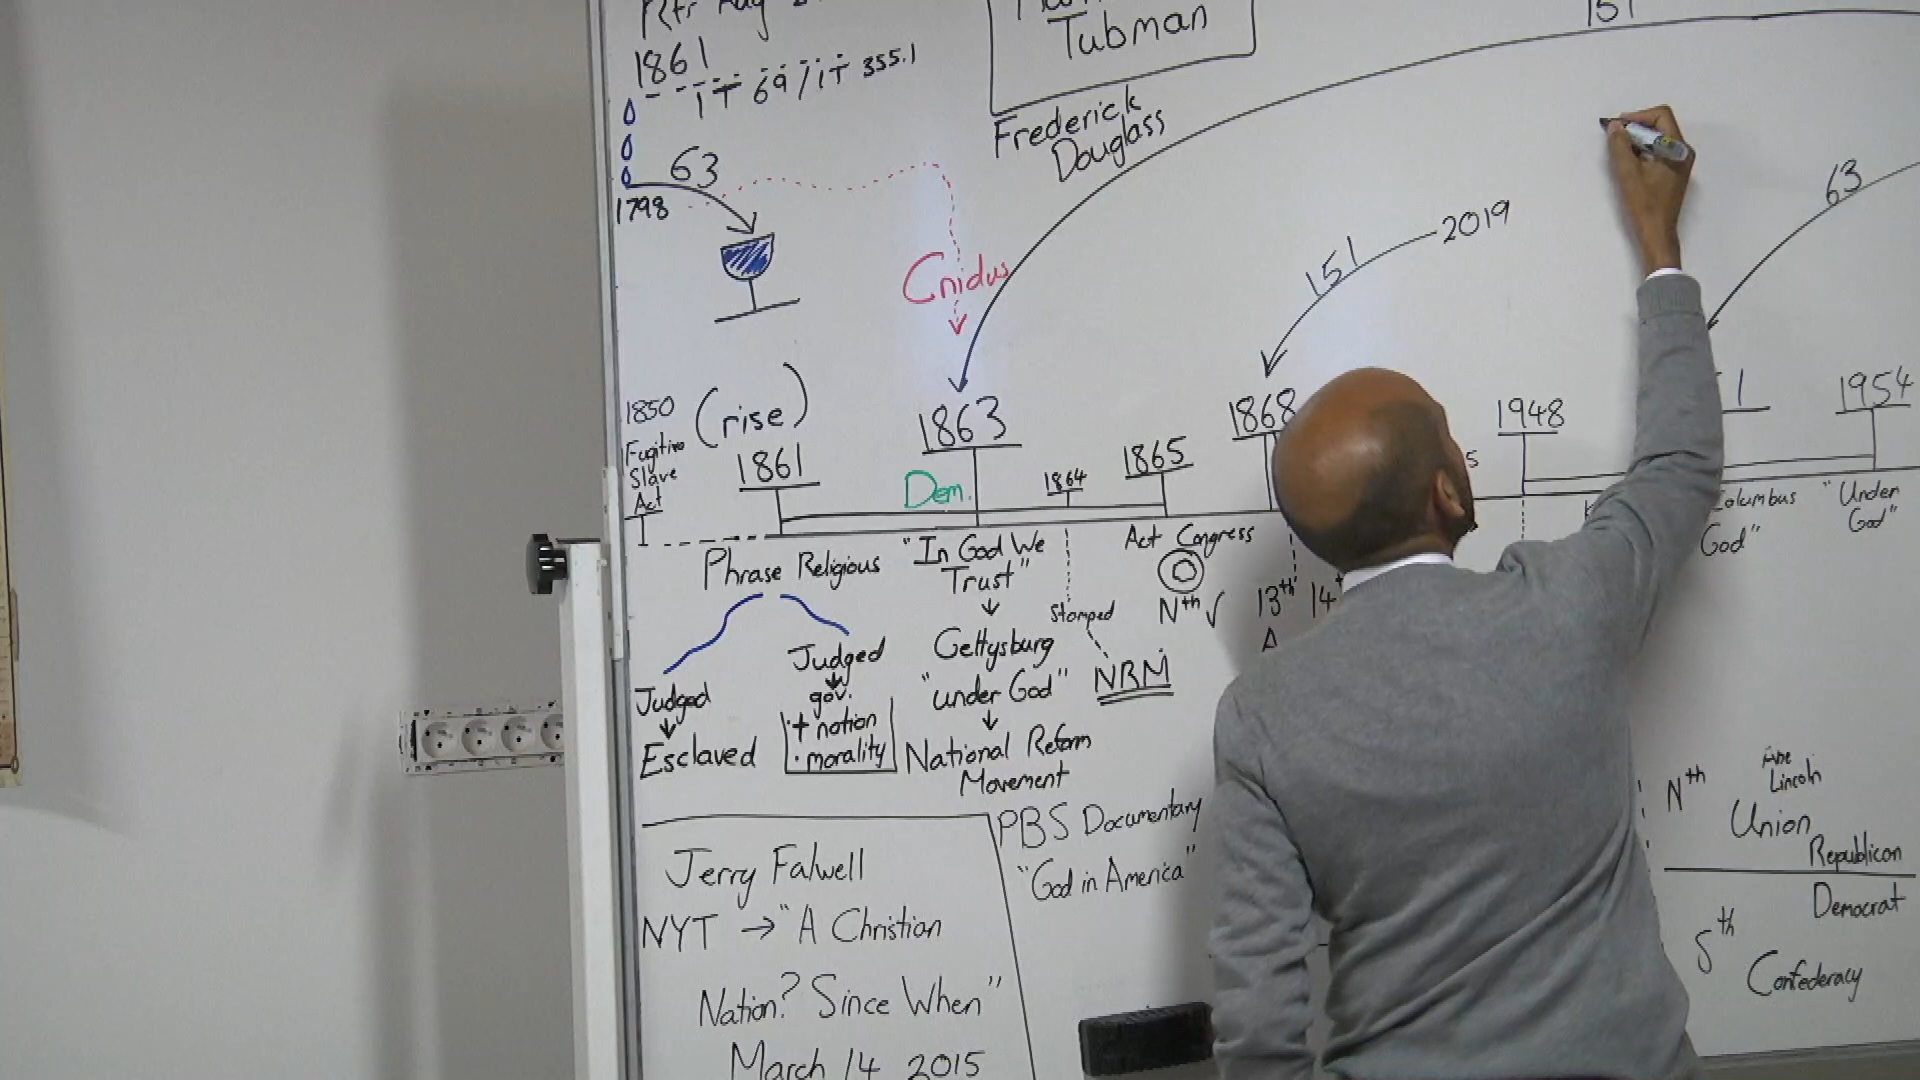 1861
1T 69/1T 355.1
63
1798
Tubman
Frederick
Douglass
151
63
2019
151
Cnidus
1850
Fugitive
Slave
Act
(rise)
1861
1863
Dem.
1864
1865
1868
1948
1
1954
Phrase Religious
"In God We
Trust"
Act Congress
Columbus
God"
"Under
God"
Stamped
Nth √
13th 14
Δ
Judged
Esclaved
Judged
gov.
+ nation
· morality
Gettysburg
"under God"
NRM
National Reform
Movement
Jerry Falwell
NYT → "A Christian
Nation? Since When"
March 14 2015
PBS Documentary
"God in America"
Nth
Lincoln
Union
Republican
Democrat
Sth
Confederacy